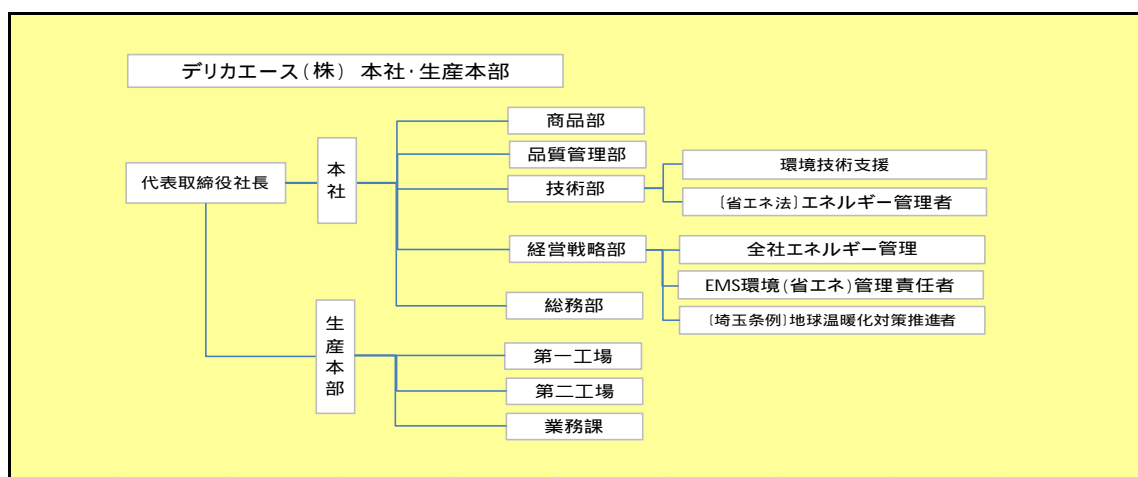 デリカエース(株) 本社・生産本部
代表取締役社長
本社
商品部
品質管理部
技術部
環境技術支援
〔省エネ法〕エネルギー管理者
経営戦略部
全社エネルギー管理
EMS環境(省エネ)管理責任者
〔埼玉条例〕地球温暖化対策推進者
総務部
生産本部
第一工場
第二工場
業務課